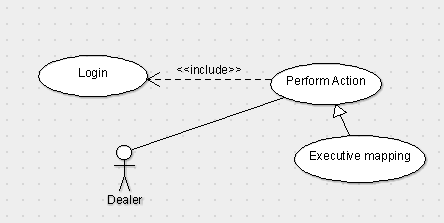 Login
<<include>>
Perform Action
Executive mapping
Dealer